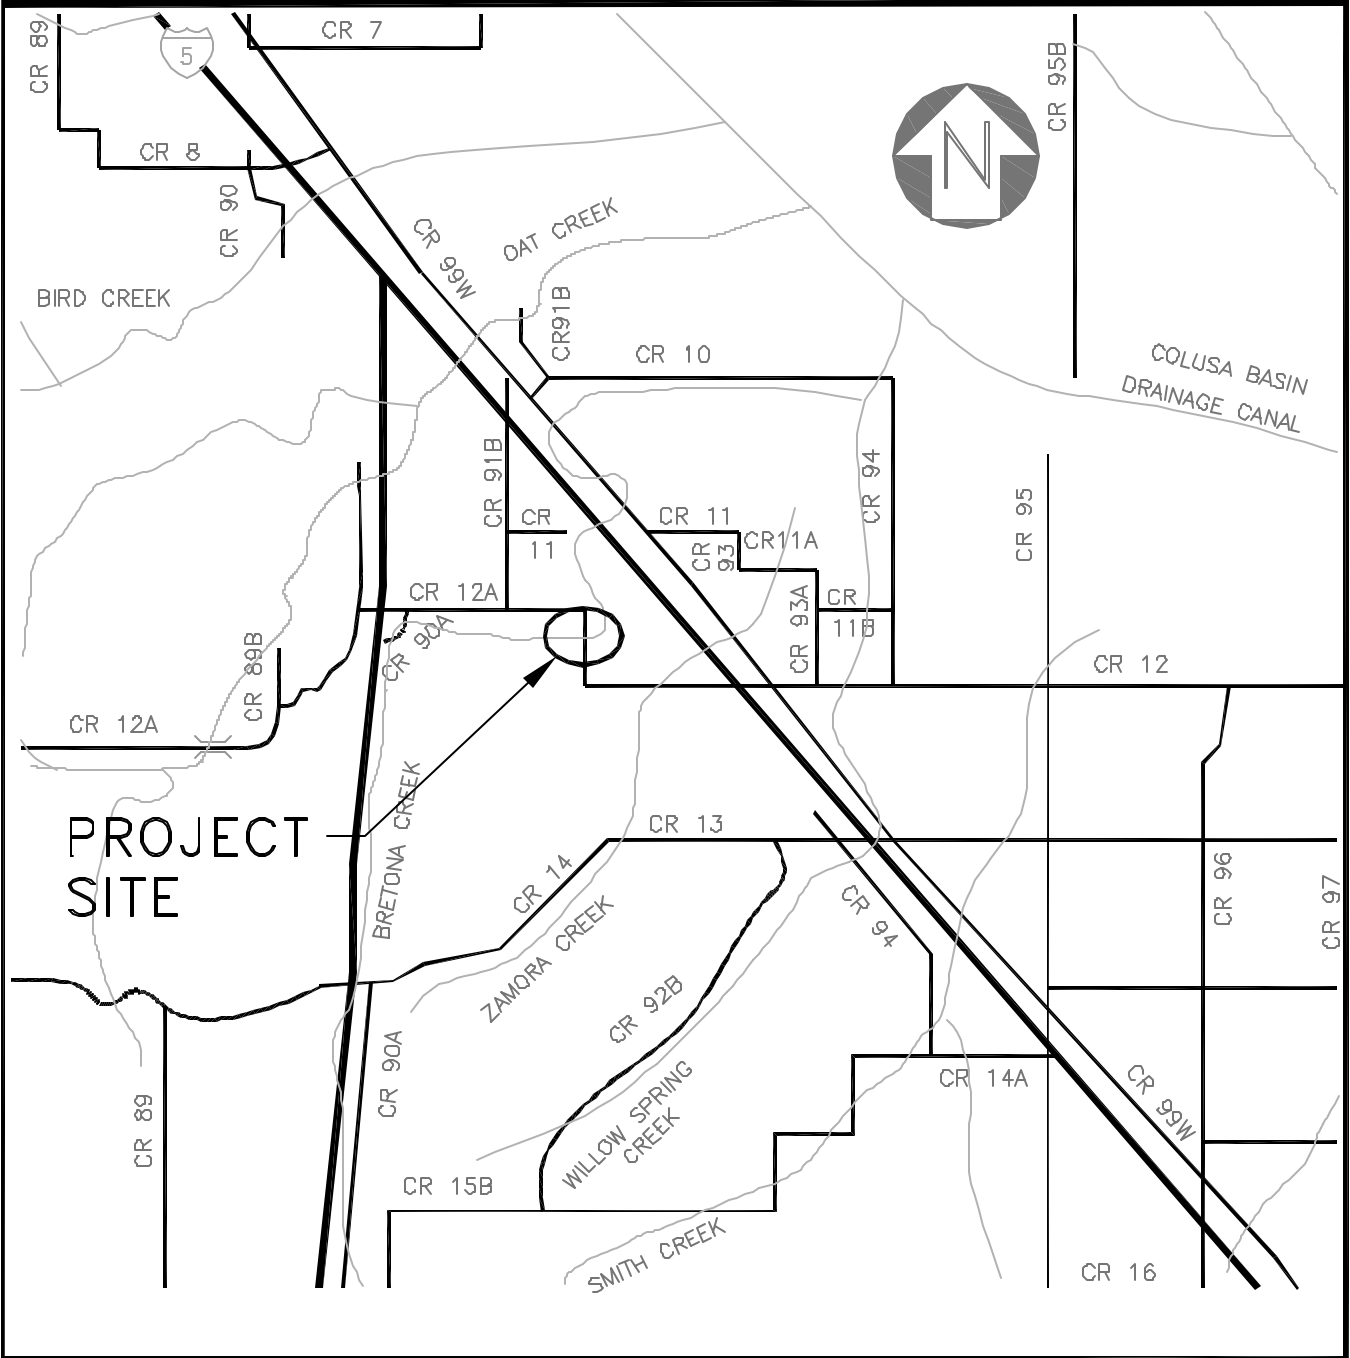 CR 89
5
CR 7
CR 95B
CR 8
N
CR 90
CR 99W
OAT CREEK
BIRD CREEK
CR91B
CR 10
COLUSA BASIN
DRAINAGE CANAL
CR 91B
CR 94
CR 95
CR
11
CR 11
CR
93
CR11A
CR 12A
CR 93A
CR
11B
CR 90A
CR 89B
CR 12
CR 12A
BRETONA CREEK
PROJECT
SITE
CR 13
CR 14
CR 94
CR 96
CR 97
ZAMORA CREEK
CR 92B
CR 90A
CR 89
WILLOW SPRING
CREEK
CR 14A
CR 99W
CR 15B
SMITH CREEK
CR 16